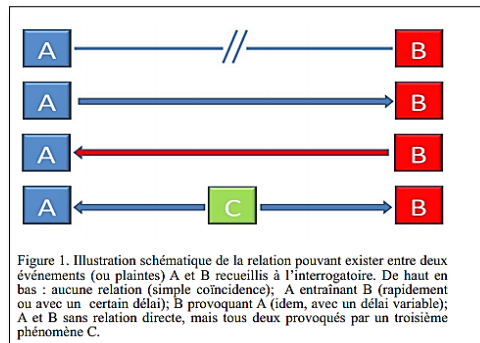 A // B
A B
A B
A C B
Figure 1. Illustration schématique de la relation pouvant exister entre deux
événements (ou plaintes) A et B recueillis à l'interrogatoire. De haut en
bas : aucune relation (simple coïncidence); A entraînant B (rapidement
ou avec un certain délai); B provoquant A (idem, avec un délai variable);
A et B sans relation directe, mais tous deux provoqués par un troisième
phénomène C.